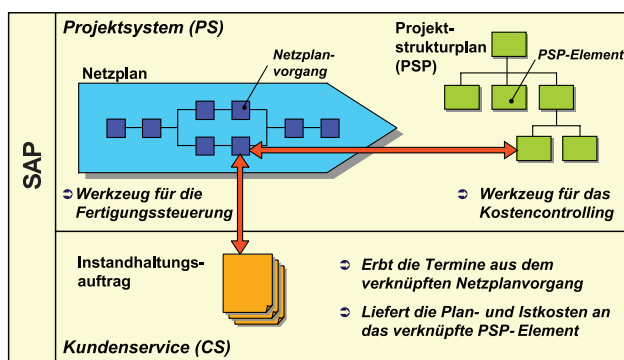 SAP
Projektsystem (PS)
Netzplan
Netzplan-
vorgang
Projekt-
strukturplan
(PSP)
PSP-Element
Werkzeug für die
Fertigungssteuerung
Werkzeug für das
Kostencontrolling
Instandhaltungs-
auftrag
Erbt die Termine aus dem
verknüpften Netzplanvorgang
Liefert die Plan- und Istkosten an
das verknüpfte PSP- Element
Kundenservice (CS)